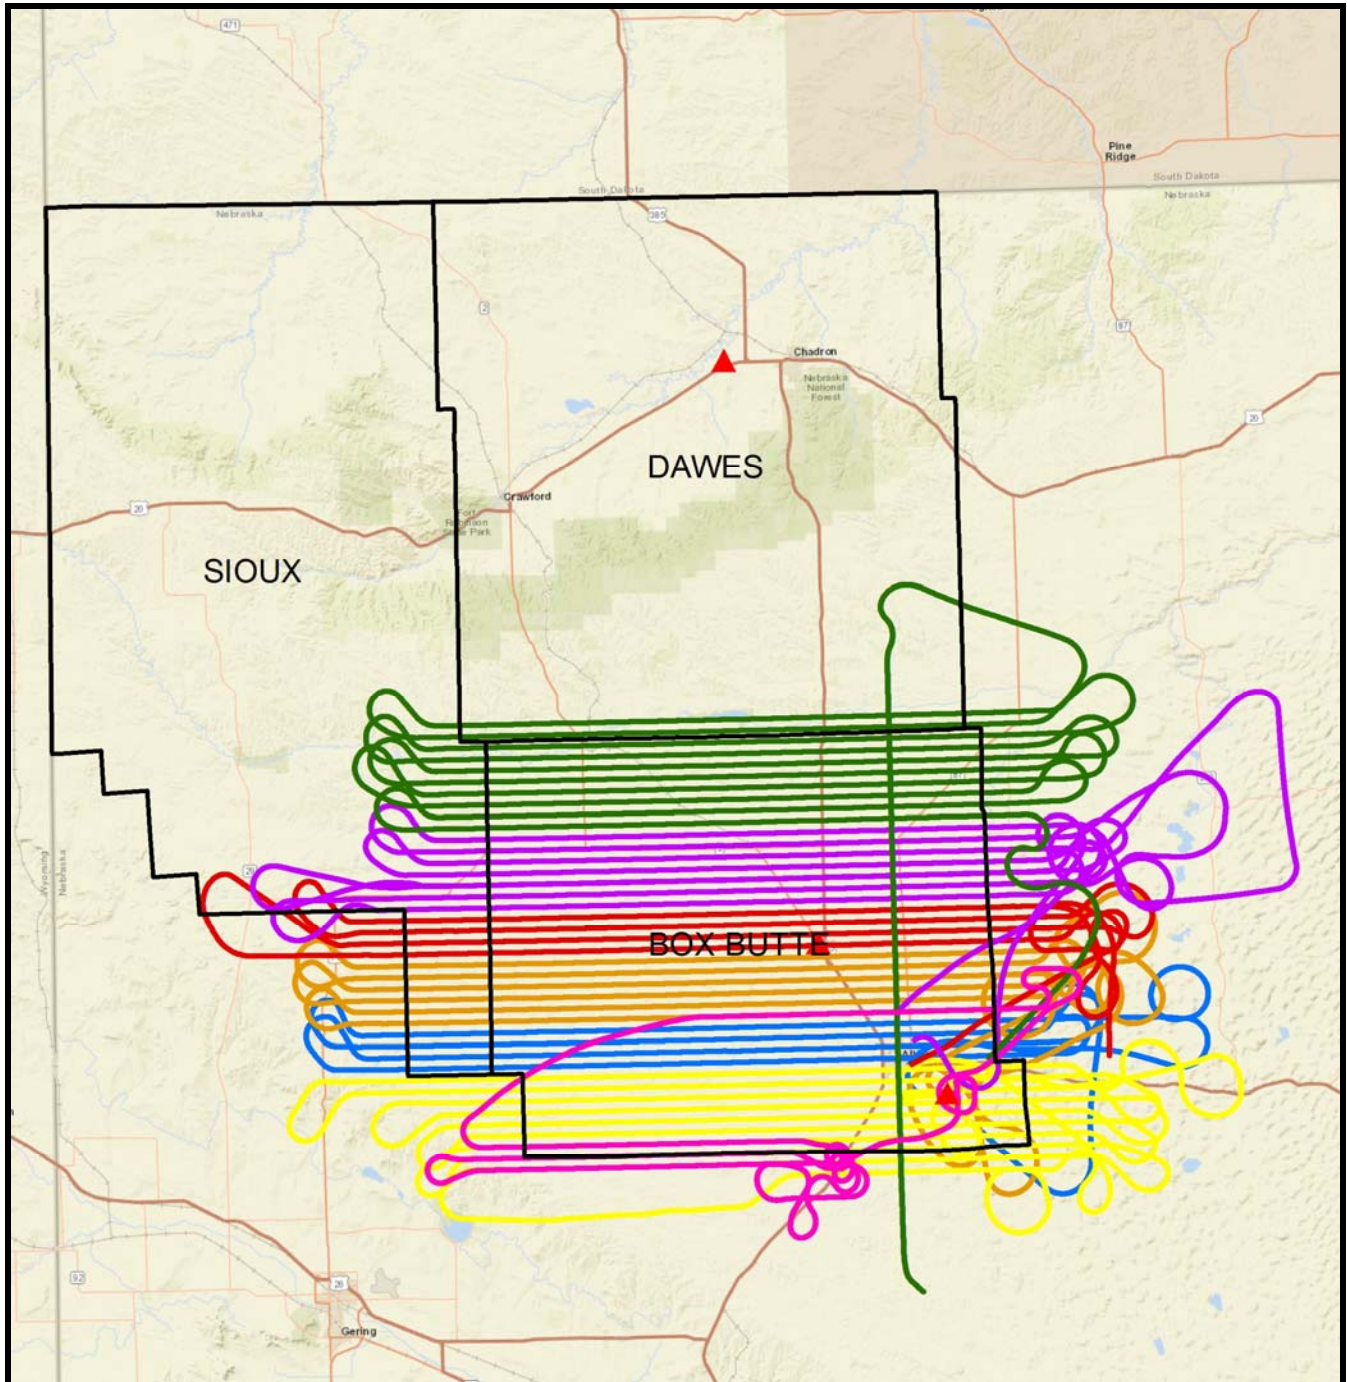 471
Pine
Ridge
South Dakota
South Dakota
Nebraska
Nebraska
385
2
87
Chadron
Nebraska
National
Forest
20
DAWES
Crawford
20
Fort
Robinson
State Park
SIOUX
Wyoming
Nebraska
BOX BUTTE
92
26
Gering